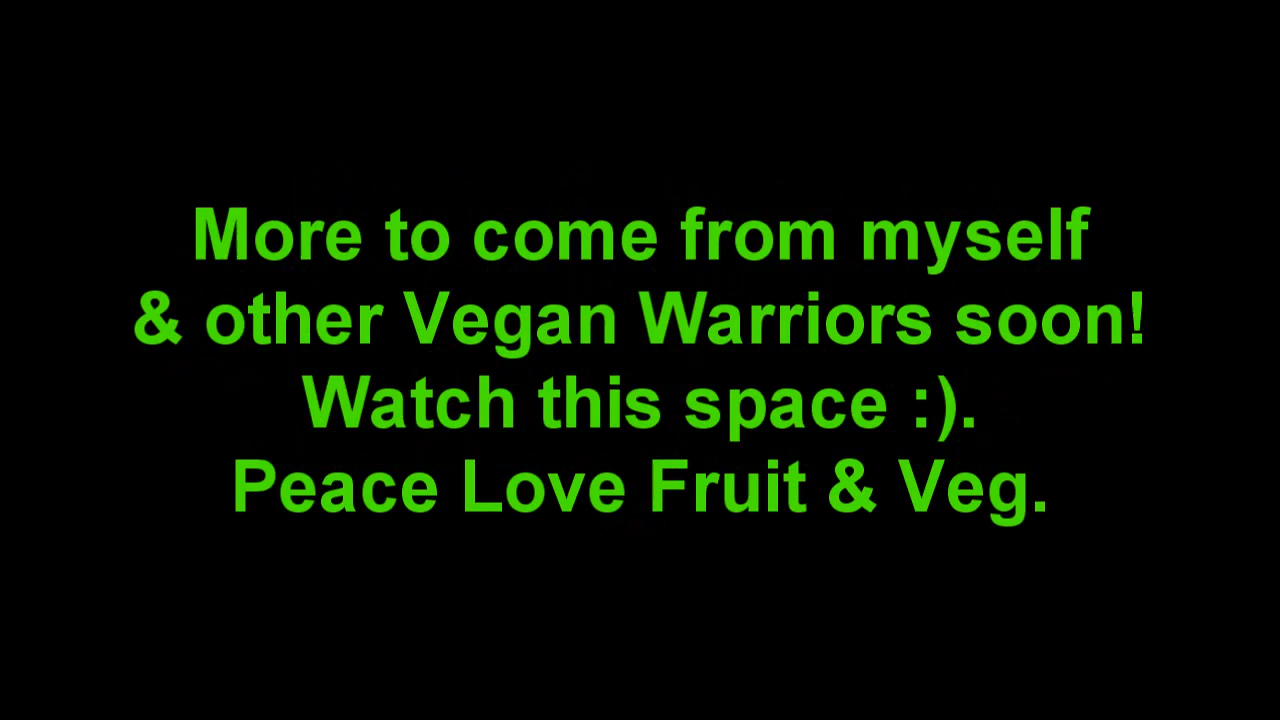 More to come from myself
& other Vegan Warriors soon!
Watch this space :).
Peace Love Fruit & Veg.